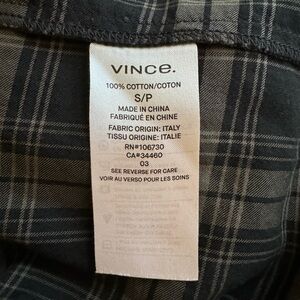 VINCE.
100% COTTON/COTON
S/P
MADE IN CHINA
FABRIQUÉ EN CHINE
FABRIC ORIGIN: ITALY
TISSU ORIGINE: ITALIE
RN#106730
CA#34460
03
SEE REVERSE FOR CARE
VOIR AU VERSO POUR LES SOINS